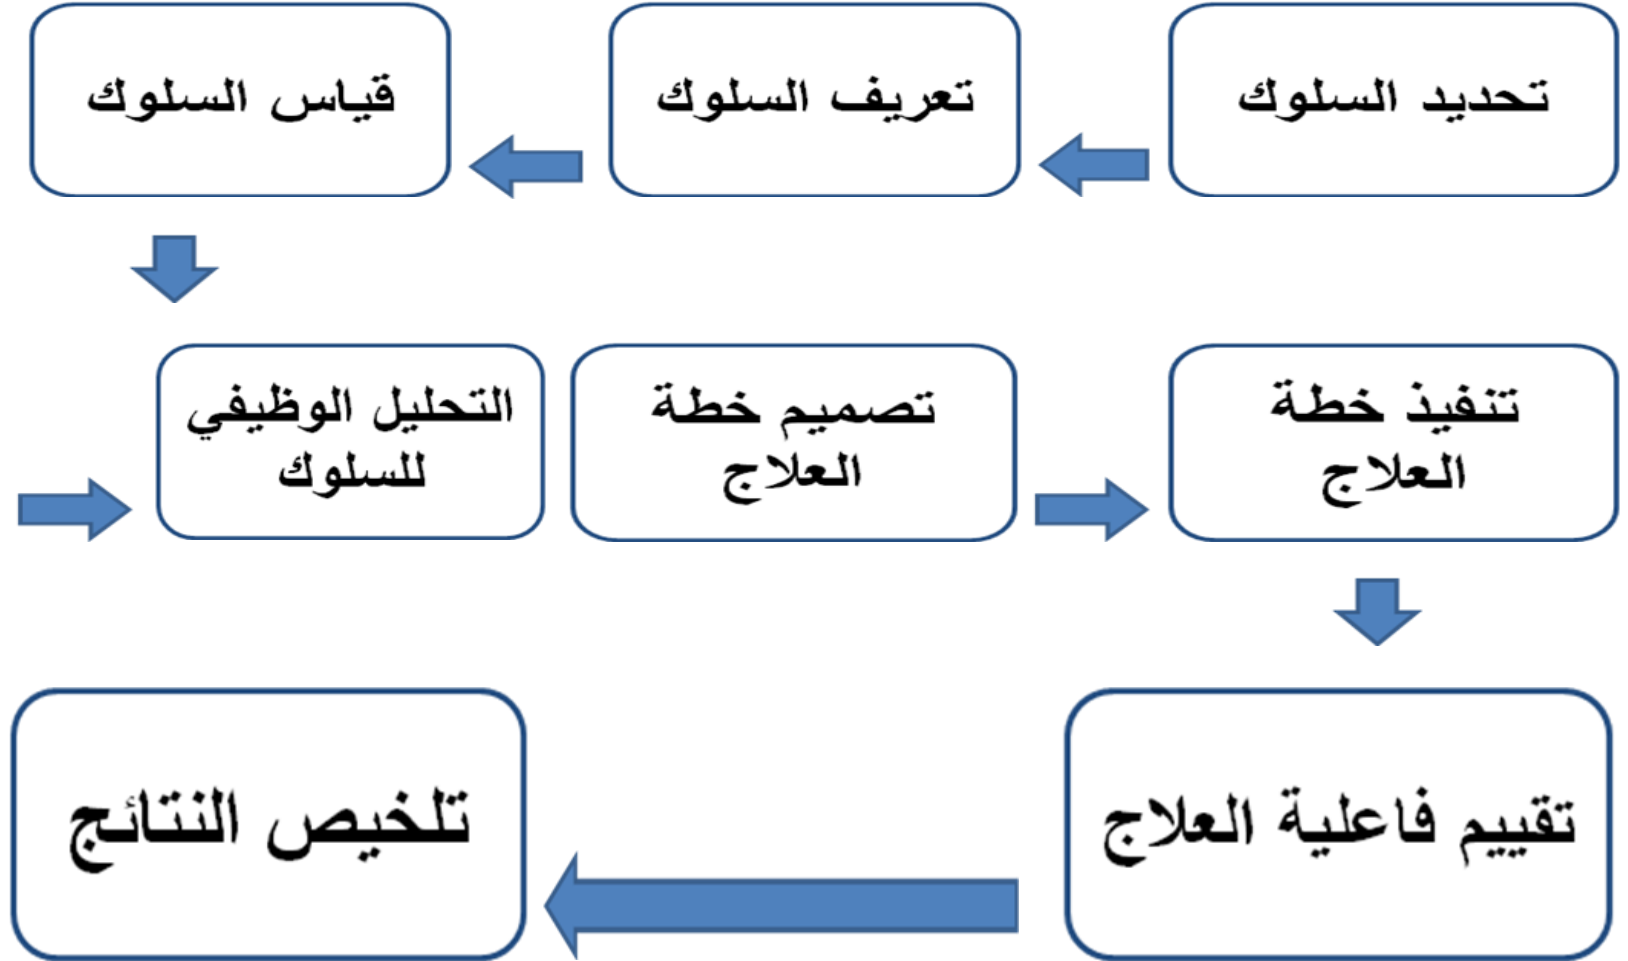 تحديد السلوك
تعريف السلوك
قياس السلوك
التحليل الوظيفي
للسلوك
تصميم خطة
العلاج
تنفيذ خطة
العلاج
تقييم فاعلية العلاج
تلخيص النتائج